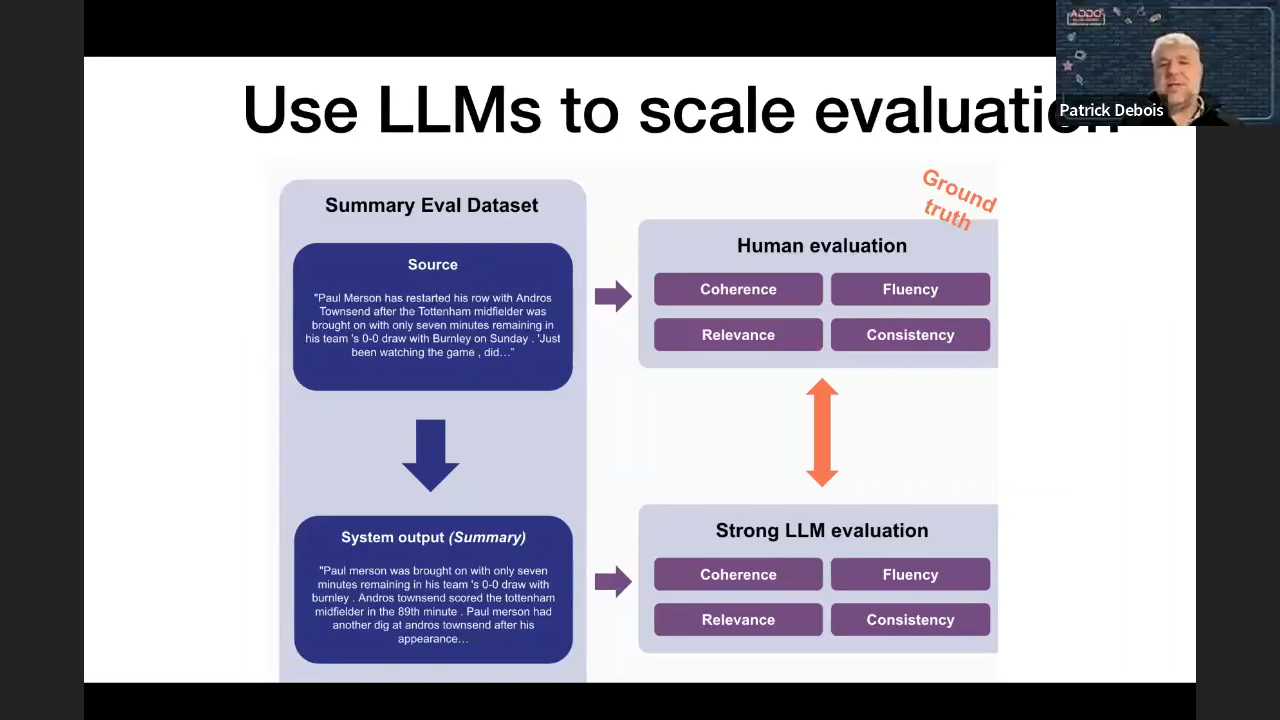 Use LLMs to scale evaluation
ADDO
Patrick Debois
Summary Eval Dataset
Source
"Paul Merson has restarted his row with Andros
Townsend after the Tottenham midfielder was
brought on with only seven minutes remaining in
his team 's 0-0 draw with Burnley on Sunday . 'Just
been watching the game , did…"
System output (Summary)
"Paul merson was brought on with only seven
minutes remaining in his team 's 0-0 draw with
burnley . Andros townsend scored the tottenham
midfielder in the 89th minute . Paul merson had
another dig at andros townsend after his
appearance…
Ground
truth
Human evaluation
Coherence
Fluency
Relevance
Consistency
Strong LLM evaluation
Coherence
Fluency
Relevance
Consistency